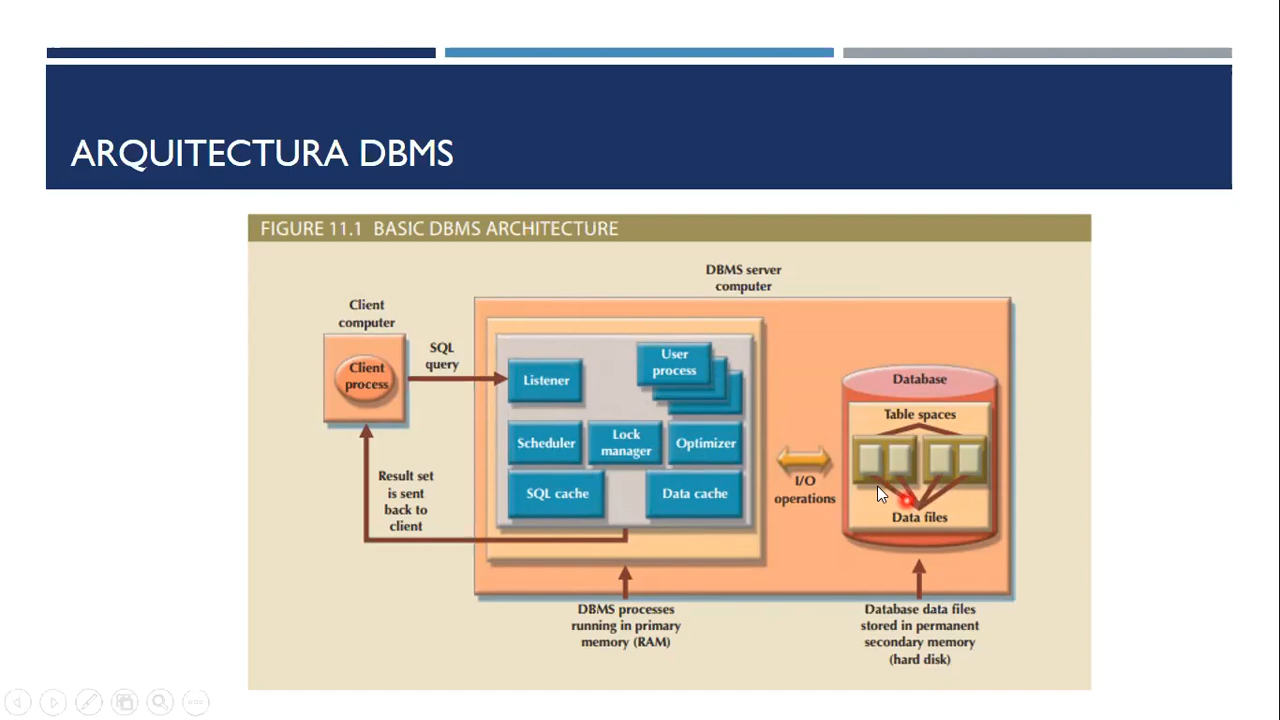 ARQUITECTURA DBMS
FIGURE 11.1 BASIC DBMS ARCHITECTURE
DBMS server
computer
Client
computer
Client
process
SQL
query
Listener
User
process
Scheduler
Lock
manager
Optimizer
SQL cache
Data cache
I/O
operations
Database
Table spaces
Data files
Result set
is sent
back to
client
DBMS processes
running in primary
memory (RAM)
Database data files
stored in permanent
secondary memory
(hard disk)